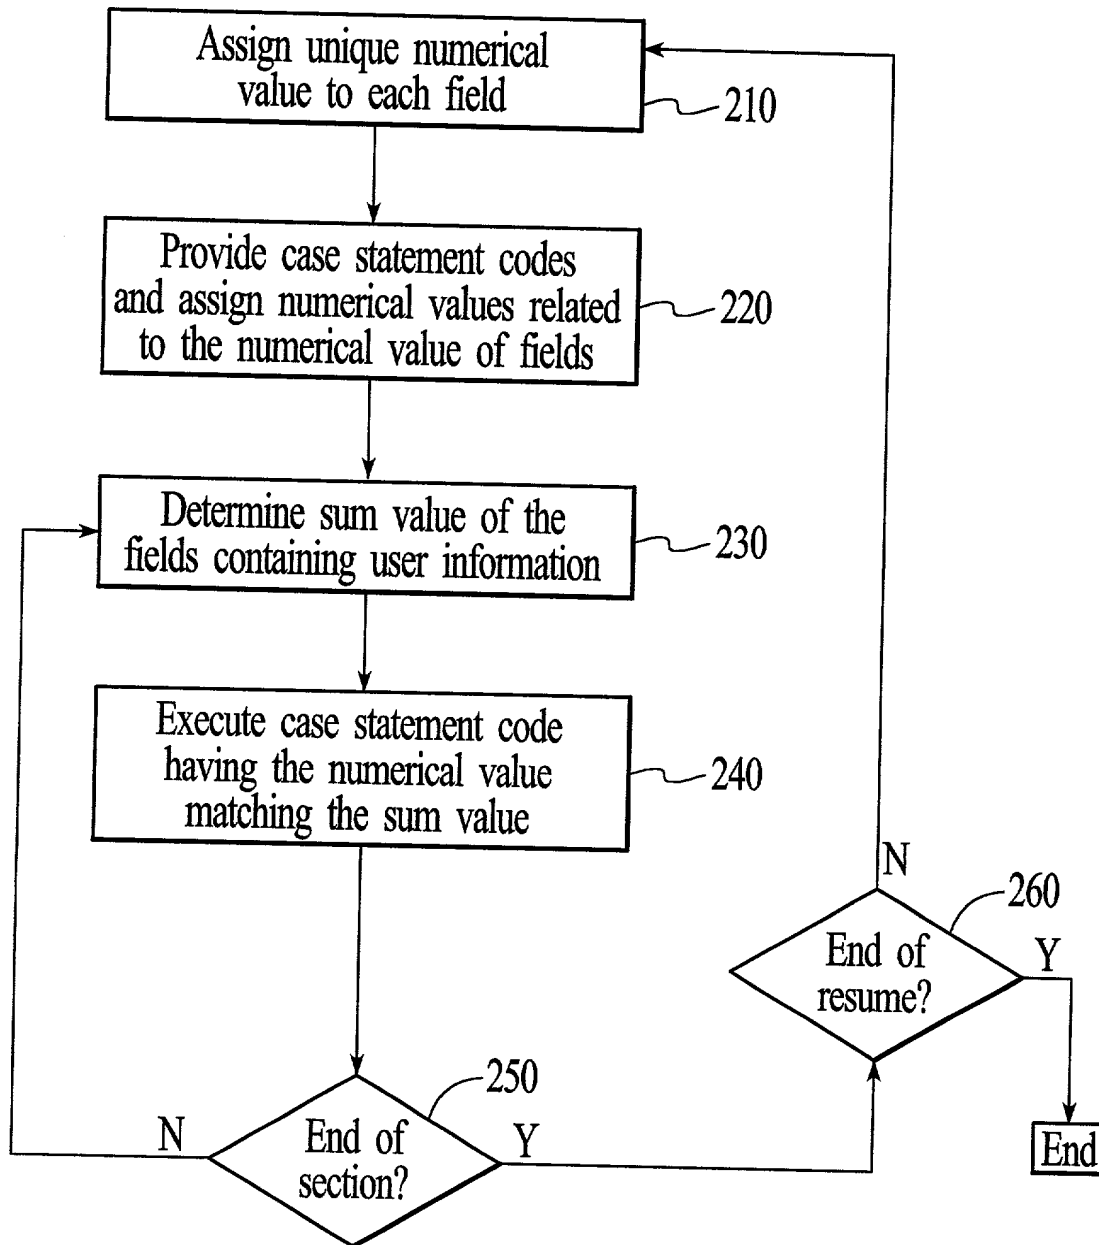 Assign unique numerical
value to each field
210
Provide case statement codes
and assign numerical values related
to the numerical value of fields
220
Determine sum value of the
fields containing user information
230
Execute case statement code
having the numerical value
matching the sum value
240
N
260
End of
resume?
Y
250
N
End of
section?
Y
End